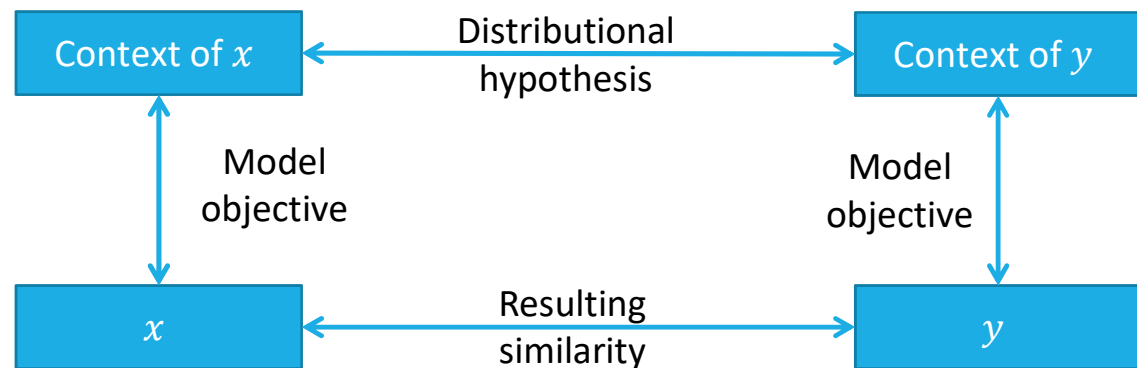 Context of x
Distributional
hypothesis
Context of y
Model
objective
Model
objective
x
Resulting
similarity
y